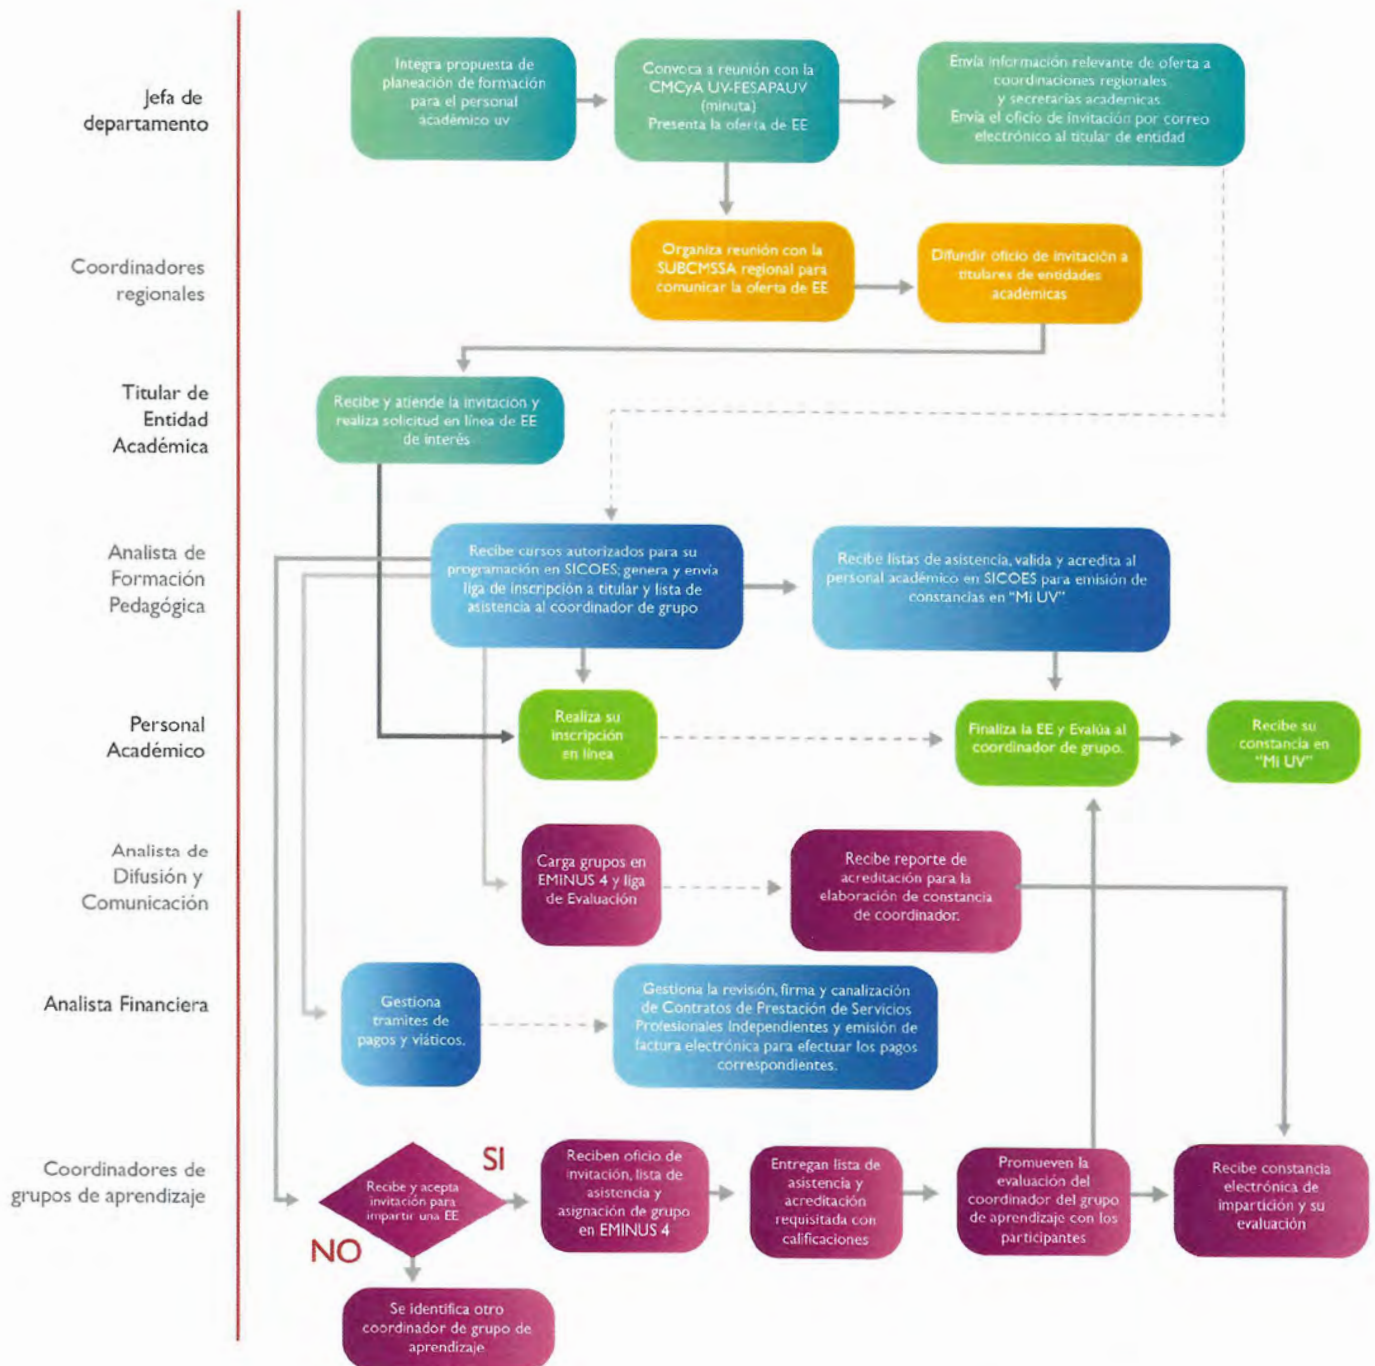 Jefa de
departamento
Integra propuesta de
planeación de formación
para el personal
académico uv
Convoca a reunión con la
CMCyA UV-FESAPAUV
(minuta)
Presenta la oferta de EE
Envía información relevante de oferta a
coordinaciones regionales
y secretarías académicas
Envía el oficio de invitación por correo
electrónico al titular de entidad
Coordinadores
regionales
Organiza reunión con la
SUBCMSSA regional para
comunicar la oferta de EE
Difundir oficio de invitación a
titulares de entidades
académicas
Titular de
Entidad
Académica
Recibe y atiende la invitación y
realiza solicitud en línea de EE
de interés
Analista de
Formación
Pedagógica
Recibe cursos autorizados para su
programación en SICOES; genera y envía
liga de inscripción a titular y lista de
asistencia al coordinador de grupo
Recibe listas de asistencia, valida y acredita al
personal académico en SICOES para emisión de
constancias en "Mi UV"
Personal
Académico
Realiza su
inscripción
en línea
Finaliza la EE y Evalúa al
coordinador de grupo.
Recibe su
constancia en
"Mi UV"
Analista de
Difusión y
Comunicación
Carga grupos en
EMINUS 4 y liga
de Evaluación
Recibe reporte de
acreditación para la
elaboración de constancia
de coordinador.
Analista Financiera
Gestiona
tramites de
pagos y viáticos.
Gestiona la revisión, firma y canalización
de Contratos de Prestación de Servicios
Profesionales Independientes y emisión de
factura electrónica para efectuar los pagos
correspondientes.
Coordinadores de
grupos de aprendizaje
Recibe y acepta
invitación para
impartir una EE
SI
NO
Reciben oficio de
invitación, lista de
asistencia y
asignación de grupo
en EMINUS 4
Entregan lista de
asistencia y
acreditación
requisitada con
calificaciones
Promueven la
evaluación del
coordinador del grupo
de aprendizaje con los
participantes
Recibe constancia
electrónica de
impartición y su
evaluación
Se identifica otro
coordinador de grupo de
aprendizaje